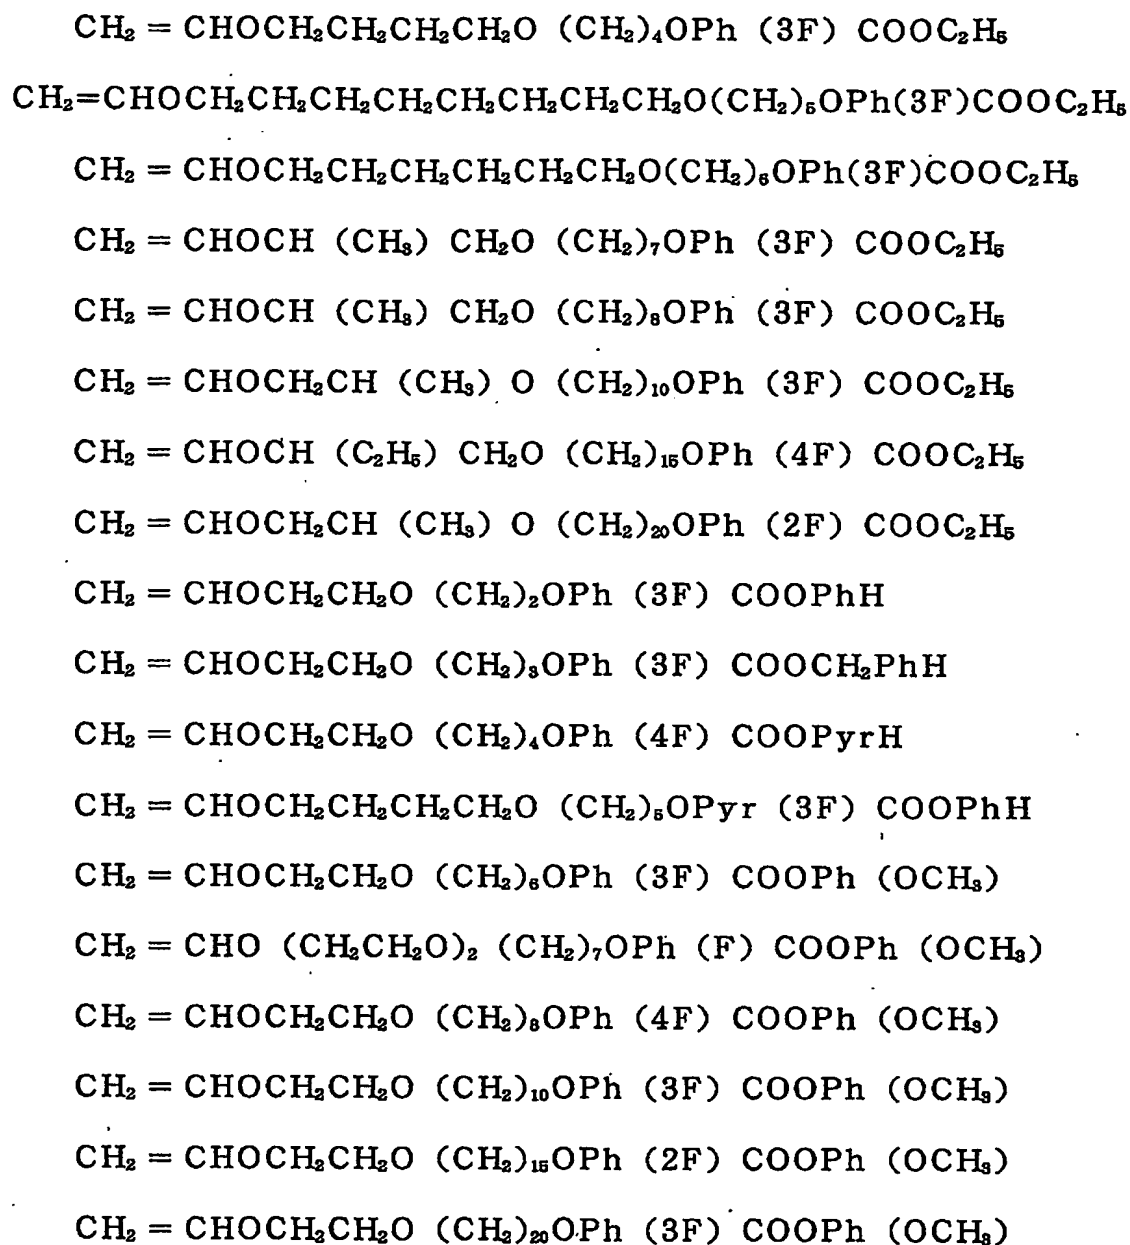 CH₂ = CHOCH₂CH₂CH₂CH₂O (CH₂)₄OPh (3F) COOC₂H₅
CH₂=CHOCH₂CH₂CH₂CH₂CH₂CH₂CH₂CH₂O(CH₂)₅OPh(3F)COOC₂H₅
CH₂ = CHOCH₂CH₂CH₂CH₂CH₂CH₂O(CH₂)₆OPh(3F)COOC₂H₅
CH₂ = CHOCH (CH₃) CH₂O (CH₂)₇OPh (3F) COOC₂H₅
CH₂ = CHOCH (CH₃) CH₂O (CH₂)₈OPh (3F) COOC₂H₅
CH₂ = CHOCH₂CH (CH₃) O (CH₂)₁₀OPh (3F) COOC₂H₅
CH₂ = CHOCH (C₂H₅) CH₂O (CH₂)₁₅OPh (4F) COOC₂H₅
CH₂ = CHOCH₂CH (CH₃) O (CH₂)₂₀OPh (2F) COOC₂H₅
CH₂ = CHOCH₂CH₂O (CH₂)₂OPh (3F) COOPhH
CH₂ = CHOCH₂CH₂O (CH₂)₃OPh (3F) COOCH₂PhH
CH₂ = CHOCH₂CH₂O (CH₂)₄OPh (4F) COOPyrH
CH₂ = CHOCH₂CH₂CH₂CH₂O (CH₂)₅OPyr (3F) COOPhH
CH₂ = CHOCH₂CH₂O (CH₂)₆OPh (3F) COOPh (OCH₃)
CH₂ = CHO (CH₂CH₂O)₂ (CH₂)₇OPh (F) COOPh (OCH₃)
CH₂ = CHOCH₂CH₂O (CH₂)₈OPh (4F) COOPh (OCH₃)
CH₂ = CHOCH₂CH₂O (CH₂)₁₀OPh (3F) COOPh (OCH₃)
CH₂ = CHOCH₂CH₂O (CH₂)₁₅OPh (2F) COOPh (OCH₃)
CH₂ = CHOCH₂CH₂O (CH₂)₂₀OPh (3F) COOPh (OCH₃)